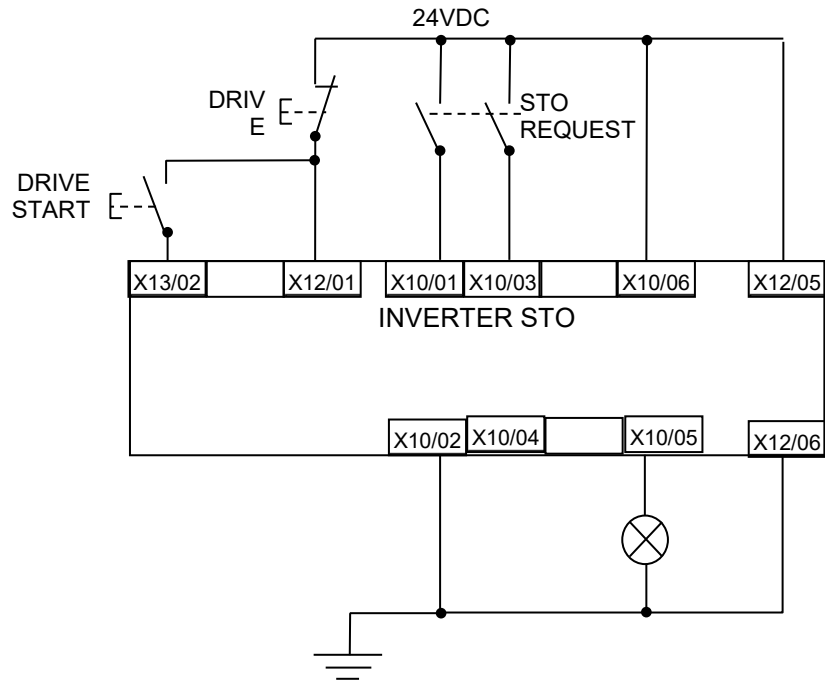 24VDC
DRIV
E
STO
REQUEST
DRIVE
START
X13/02
X12/01
X10/01
X10/03
X10/06
X12/05
INVERTER STO
X10/02
X10/04
X10/05
X12/06